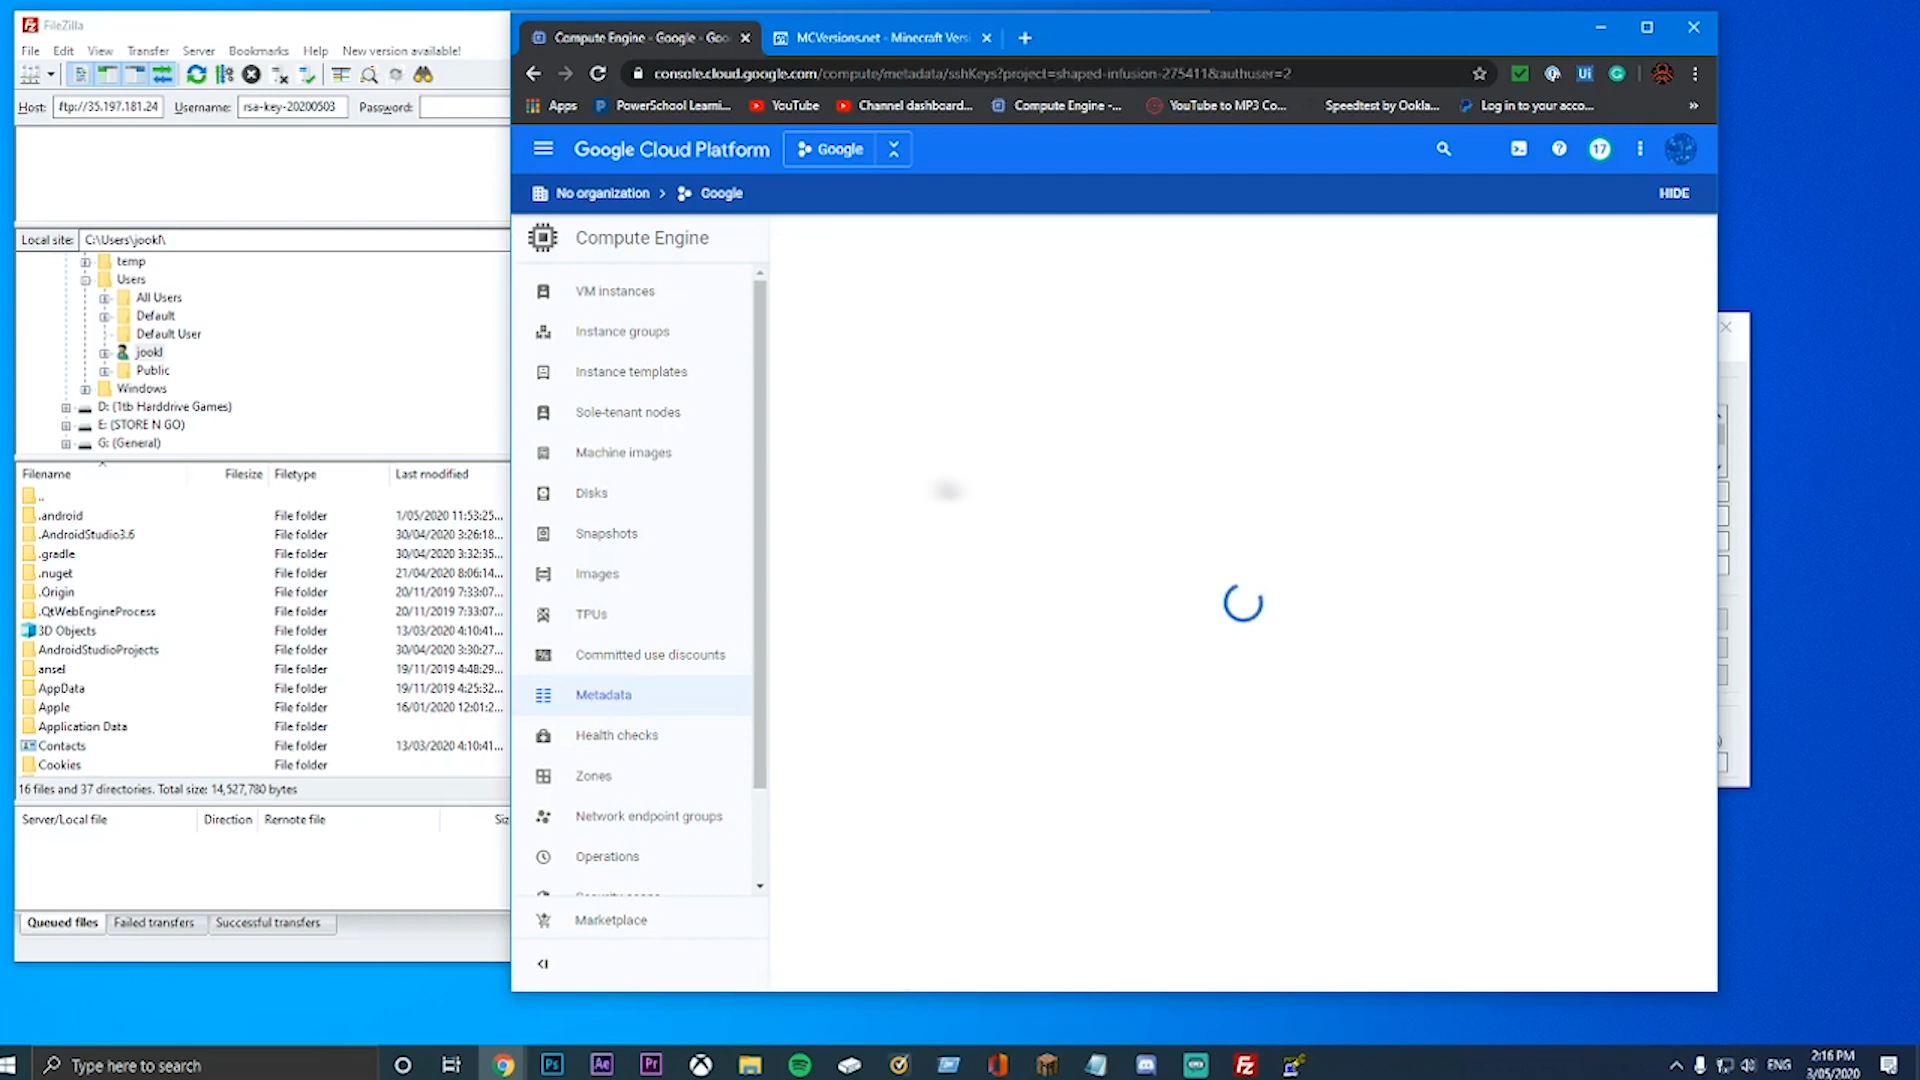 FileZilla
File Edit View Transfer Server Bookmarks Help New version available!
Host: ftp://35.197.181.24 Username: rsa-key-20200503 Password:
Local site: C:\Users\jookf\
temp
Users
All Users
Default
Default User
jookf
Public
Windows
D: (1tb Harddrive Games)
E: (STORE N GO)
G: (General)
Filename Filesize Filetype Last modified
..
.android File folder 1/05/2020 11:53:25...
.AndroidStudio3.6 File folder 30/04/2020 3:26:18...
.gradle File folder 30/04/2020 3:32:35...
.nuget File folder 21/04/2020 8:06:14...
.Origin File folder 20/11/2019 7:33:07...
.QtWebEngineProcess File folder 20/11/2019 7:33:07...
3D Objects File folder 13/03/2020 4:10:41...
AndroidStudioProjects File folder 30/04/2020 3:30:27...
ansel File folder 19/11/2019 4:48:29...
AppData File folder 19/11/2019 4:25:32...
Apple File folder 16/01/2020 12:01:2...
Application Data File folder
Contacts File folder 13/03/2020 4:10:41...
Cookies File folder
16 files and 37 directories. Total size: 14,527,780 bytes
Server/Local file Direction Remote file Siz
Queued files Failed transfers Successful transfers
Compute Engine - Google - Goo
MCVersions.net - Minecraft Versi
console.cloud.google.com/compute/metadata/sshKeys?project=shaped-infusion-275411&authuser=2
Apps PowerSchool Learni... YouTube Channel dashboard... Compute Engine -... YouTube to MP3 Co... Speedtest by Ookla... Log in to your acco... »
Google Cloud Platform Google 17
No organization > Google HIDE
Compute Engine
VM instances
Instance groups
Instance templates
Sole-tenant nodes
Machine images
Disks
Snapshots
Images
TPUs
Committed use discounts
Metadata
Health checks
Zones
Network endpoint groups
Operations
Marketplace
Type here to search
ENG
2:16 PM
3/05/2020